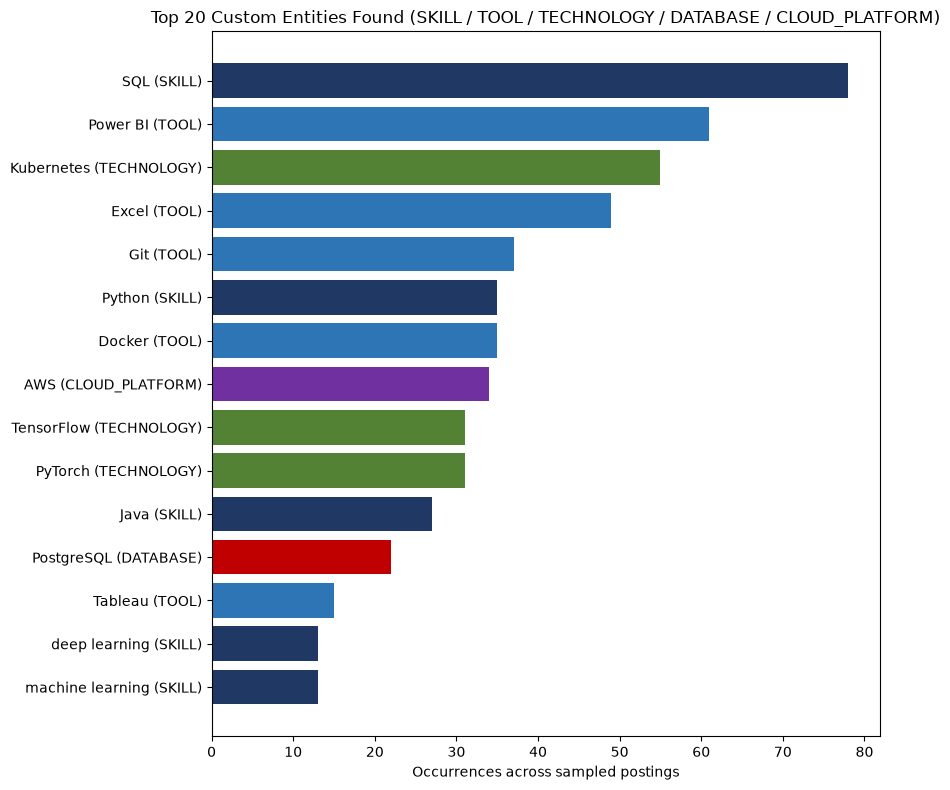 Top 20 Custom Entities Found (SKILL / TOOL / TECHNOLOGY / DATABASE / CLOUD_PLATFORM)
SQL (SKILL)
Power BI (TOOL)
Kubernetes (TECHNOLOGY)
Excel (TOOL)
Git (TOOL)
Python (SKILL)
Docker (TOOL)
AWS (CLOUD_PLATFORM)
TensorFlow (TECHNOLOGY)
PyTorch (TECHNOLOGY)
Java (SKILL)
PostgreSQL (DATABASE)
Tableau (TOOL)
deep learning (SKILL)
machine learning (SKILL)
0 10 20 30 40 50 60 70 80
Occurrences across sampled postings